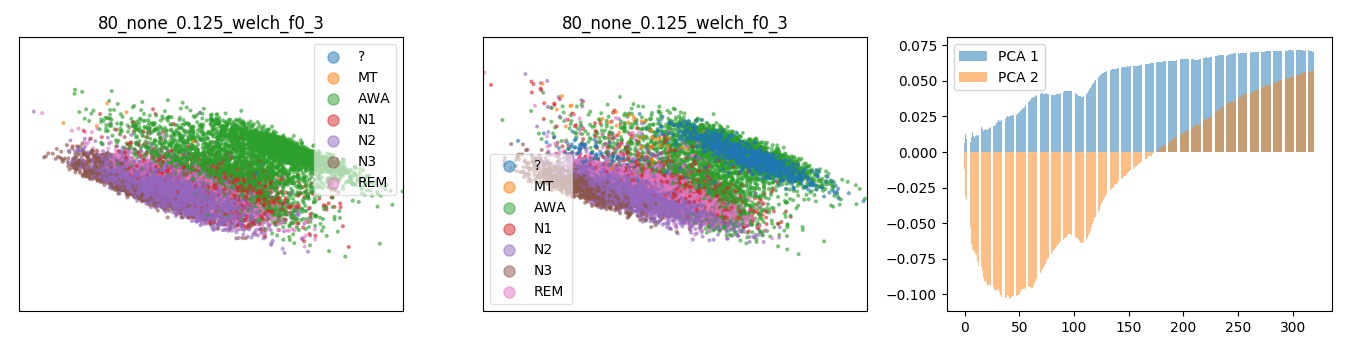 80_none_0.125_welch_f0_3
?
MT
AWA
N1
N2
N3
REM
80_none_0.125_welch_f0_3
?
MT
AWA
N1
N2
N3
REM
PCA 1
PCA 2
0.075
0.050
0.025
0.000
−0.025
−0.050
−0.075
−0.100
0 50 100 150 200 250 300